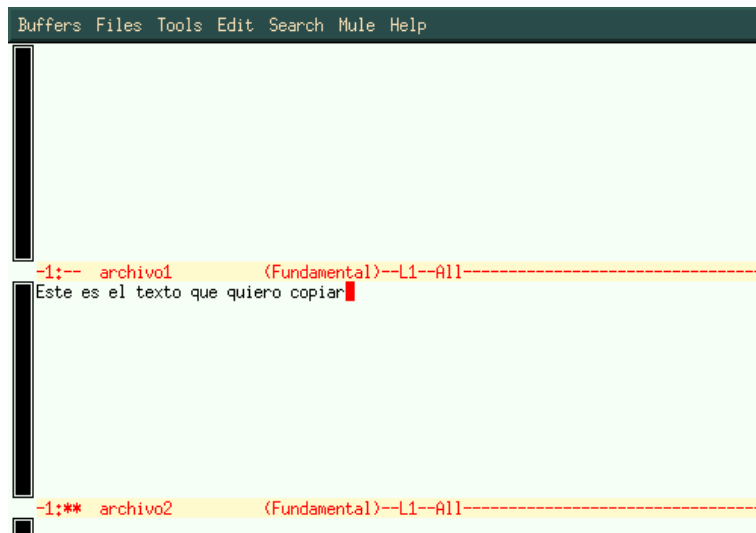 Buffers Files Tools Edit Search Mule Help
-1:-- archivo1 (Fundamental)--L1--All--------------------------------
Este es el texto que quiero copiar
-1:** archivo2 (Fundamental)--L1--All--------------------------------